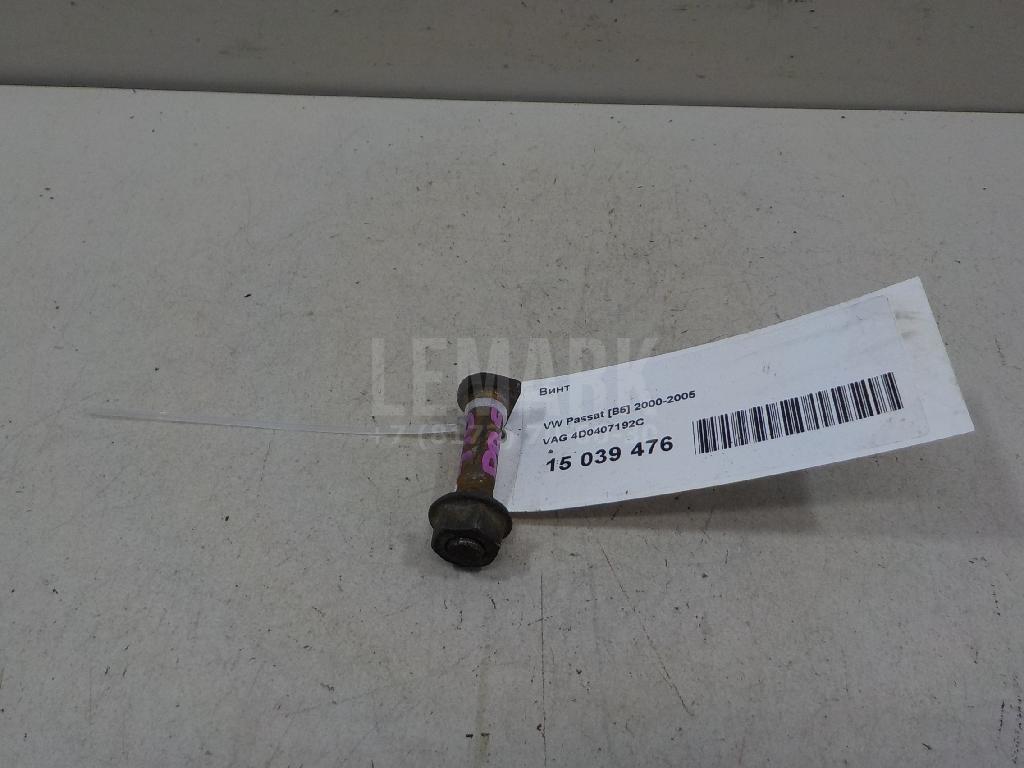 LEMARK
Винт
VW Passat [B5] 2000-2005
VAG 4D0407192C
15 039 476